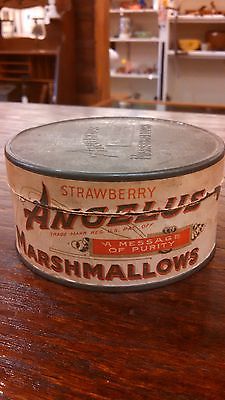 STRAWBERRY
ANGELUS
TRADE MARK REG. U.S. PAT. OFF.
"A MESSAGE
OF PURITY"
MARSHMALLOWS